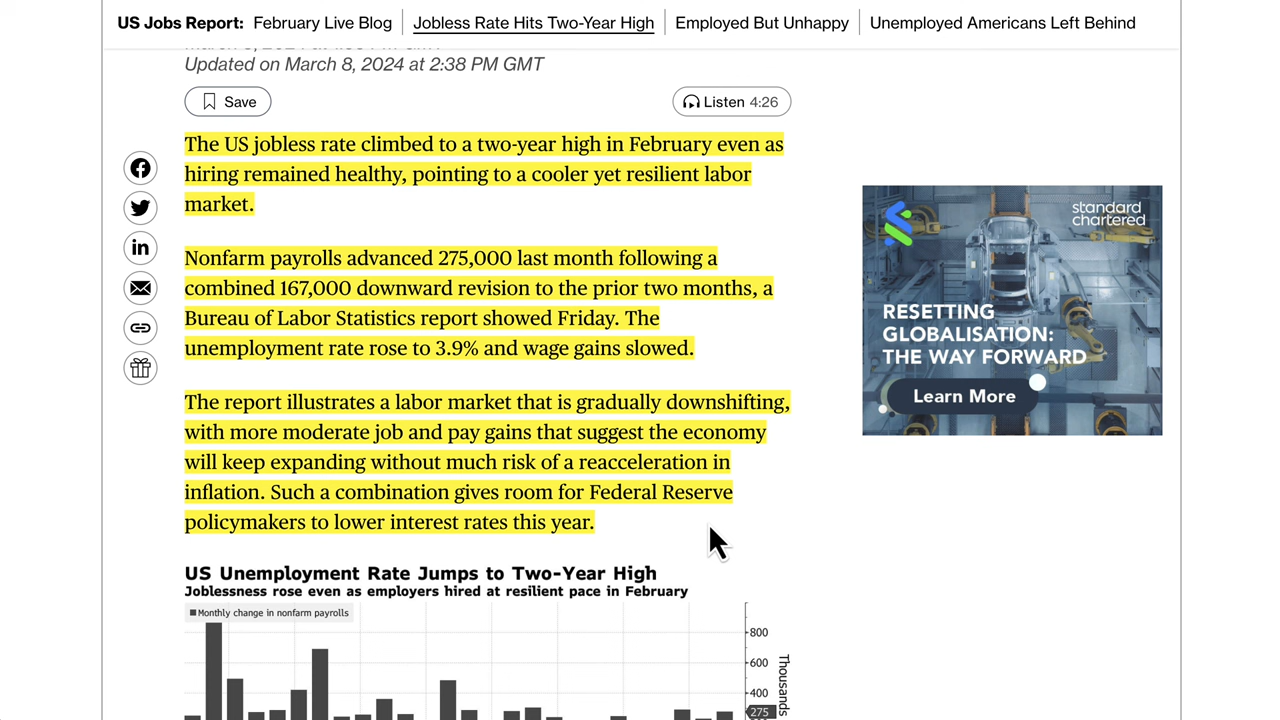 US Jobs Report: February Live Blog Jobless Rate Hits Two-Year High Employed But Unhappy Unemployed Americans Left Behind
Updated on March 8, 2024 at 2:38 PM GMT
Save
Listen 4:26
The US jobless rate climbed to a two-year high in February even as
hiring remained healthy, pointing to a cooler yet resilient labor
market.
Nonfarm payrolls advanced 275,000 last month following a
combined 167,000 downward revision to the prior two months, a
Bureau of Labor Statistics report showed Friday. The
unemployment rate rose to 3.9% and wage gains slowed.
The report illustrates a labor market that is gradually downshifting,
with more moderate job and pay gains that suggest the economy
will keep expanding without much risk of a reacceleration in
inflation. Such a combination gives room for Federal Reserve
policymakers to lower interest rates this year.
standard
chartered
RESETTING
GLOBALISATION:
THE WAY FORWARD
Learn More
US Unemployment Rate Jumps to Two-Year High
Joblessness rose even as employers hired at resilient pace in February
Monthly change in nonfarm payrolls
800
600
400
275
Thousands